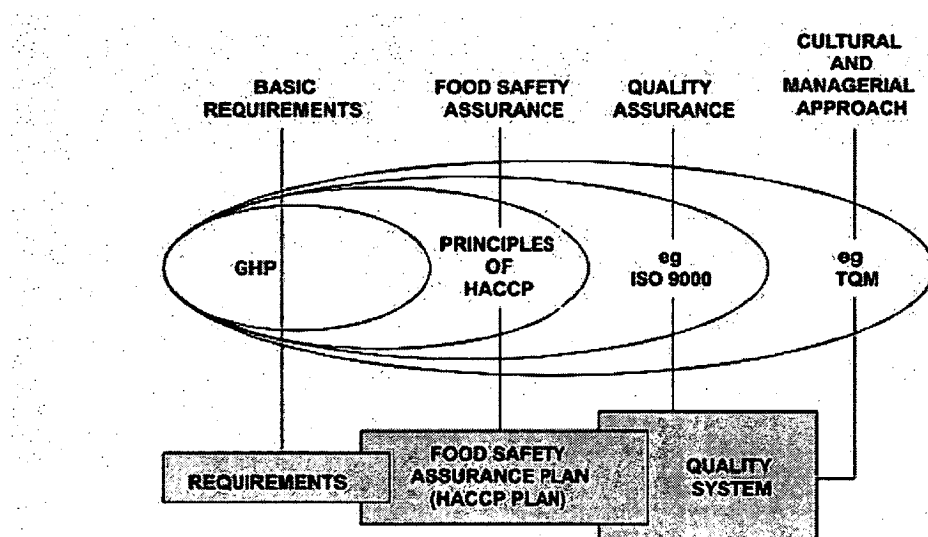 BASIC
REQUIREMENTS
FOOD SAFETY
ASSURANCE
QUALITY
ASSURANCE
CULTURAL
AND
MANAGERIAL
APPROACH
GHP
PRINCIPLES
OF
HACCP
eg
ISO 9000
eg
TQM
REQUIREMENTS
FOOD SAFETY
ASSURANCE PLAN
(HACCP PLAN)
QUALITY
SYSTEM